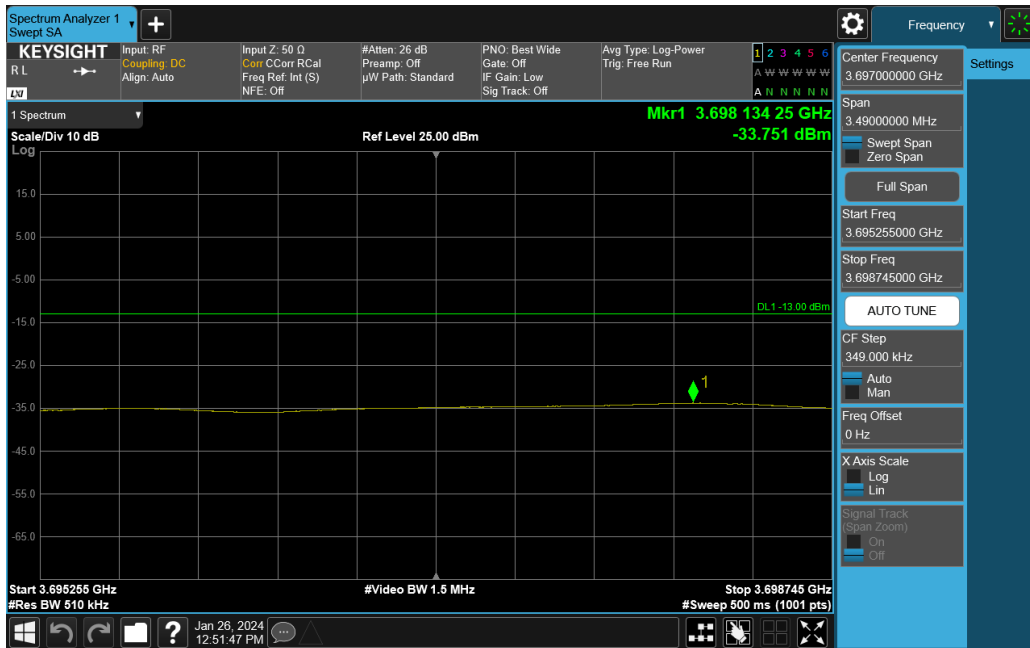 Spectrum Analyzer 1
Swept SA
Frequency
KEYSIGHT
R L
LXI
Input: RF
Coupling: DC
Align: Auto
Input Z: 50 Ω
Corr CCorr RCal
Freq Ref: Int (S)
NFE: Off
#Atten: 26 dB
Preamp: Off
µW Path: Standard
PNO: Best Wide
Gate: Off
IF Gain: Low
Sig Track: Off
Avg Type: Log-Power
Trig: Free Run
1 2 3 4 5 6
A W W W W W
A N N N N N
1 Spectrum
Mkr1 3.698 134 25 GHz
-33.751 dBm
Scale/Div 10 dB
Ref Level 25.00 dBm
Log
15.0
5.00
-5.00
-15.0
-25.0
-35.0
-45.0
-55.0
-65.0
DL1 -13.00 dBm
1
Start 3.695255 GHz
#Video BW 1.5 MHz
Stop 3.698745 GHz
#Res BW 510 kHz
#Sweep 500 ms (1001 pts)
?
Jan 26, 2024
12:51:47 PM
Center Frequency
3.697000000 GHz
Span
3.49000000 MHz
Swept Span
Zero Span
Full Span
Start Freq
3.695255000 GHz
Stop Freq
3.698745000 GHz
AUTO TUNE
CF Step
349.000 kHz
Auto
Man
Freq Offset
0 Hz
X Axis Scale
Log
Lin
Signal Track
(Span Zoom)
On
Off
Settings